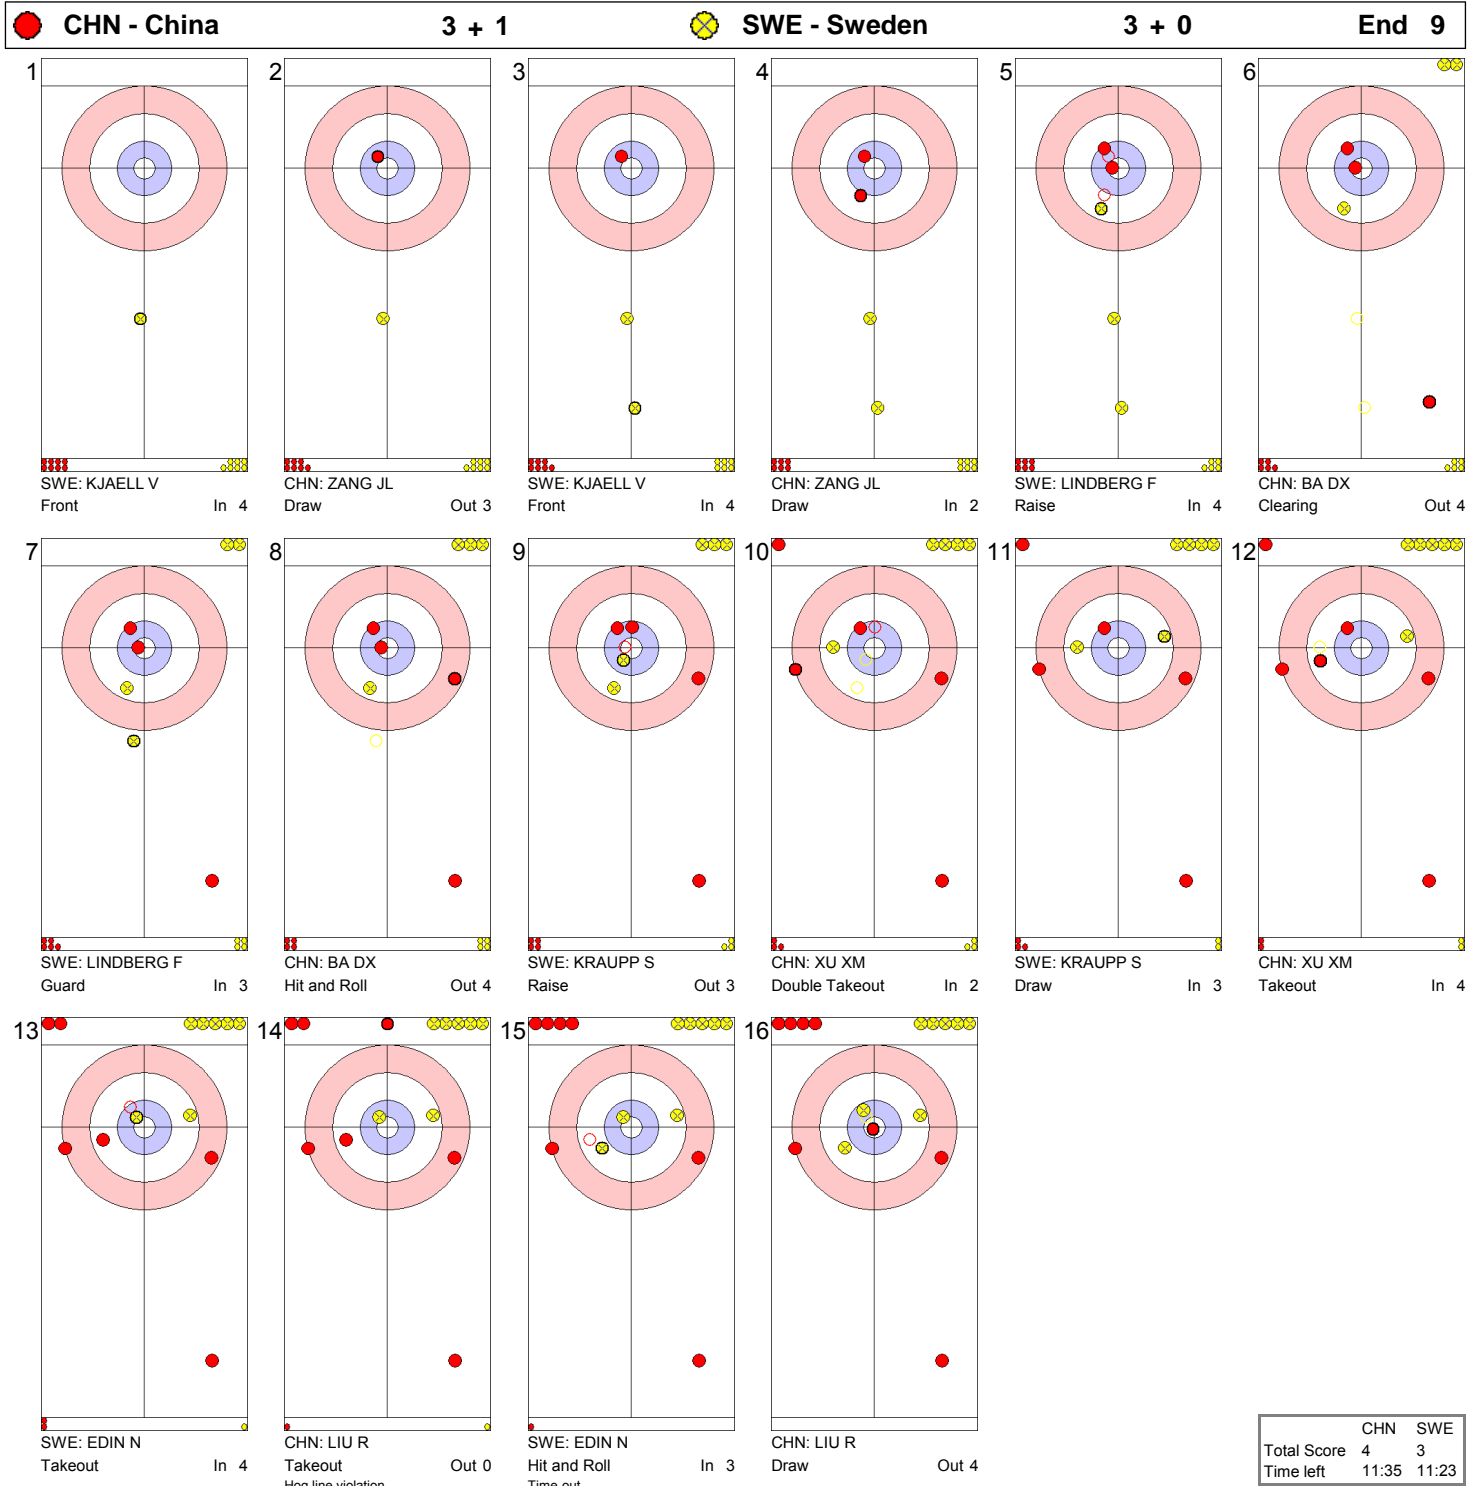 CHN - China 3 + 1 SWE - Sweden 3 + 0 End 9
1 2 3 4 5 6
SWE: KJAELL V CHN: ZANG JL SWE: KJAELL V CHN: ZANG JL SWE: LINDBERG F CHN: BA DX
Front In 4 Draw Out 3 Front In 4 Draw In 2 Raise In 4 Clearing Out 4
7 8 9 10 11 12
SWE: LINDBERG F CHN: BA DX SWE: KRAUPP S CHN: XU XM SWE: KRAUPP S CHN: XU XM
Guard In 3 Hit and Roll Out 4 Raise Out 3 Double Takeout In 2 Draw In 3 Takeout In 4
13 14 15 16
SWE: EDIN N CHN: LIU R SWE: EDIN N CHN: LIU R
Takeout In 4 Takeout Out 0 Hit and Roll In 3 Draw Out 4
Hog line violation Time out
CHN SWE
Total Score 4 3
Time left 11:35 11:23